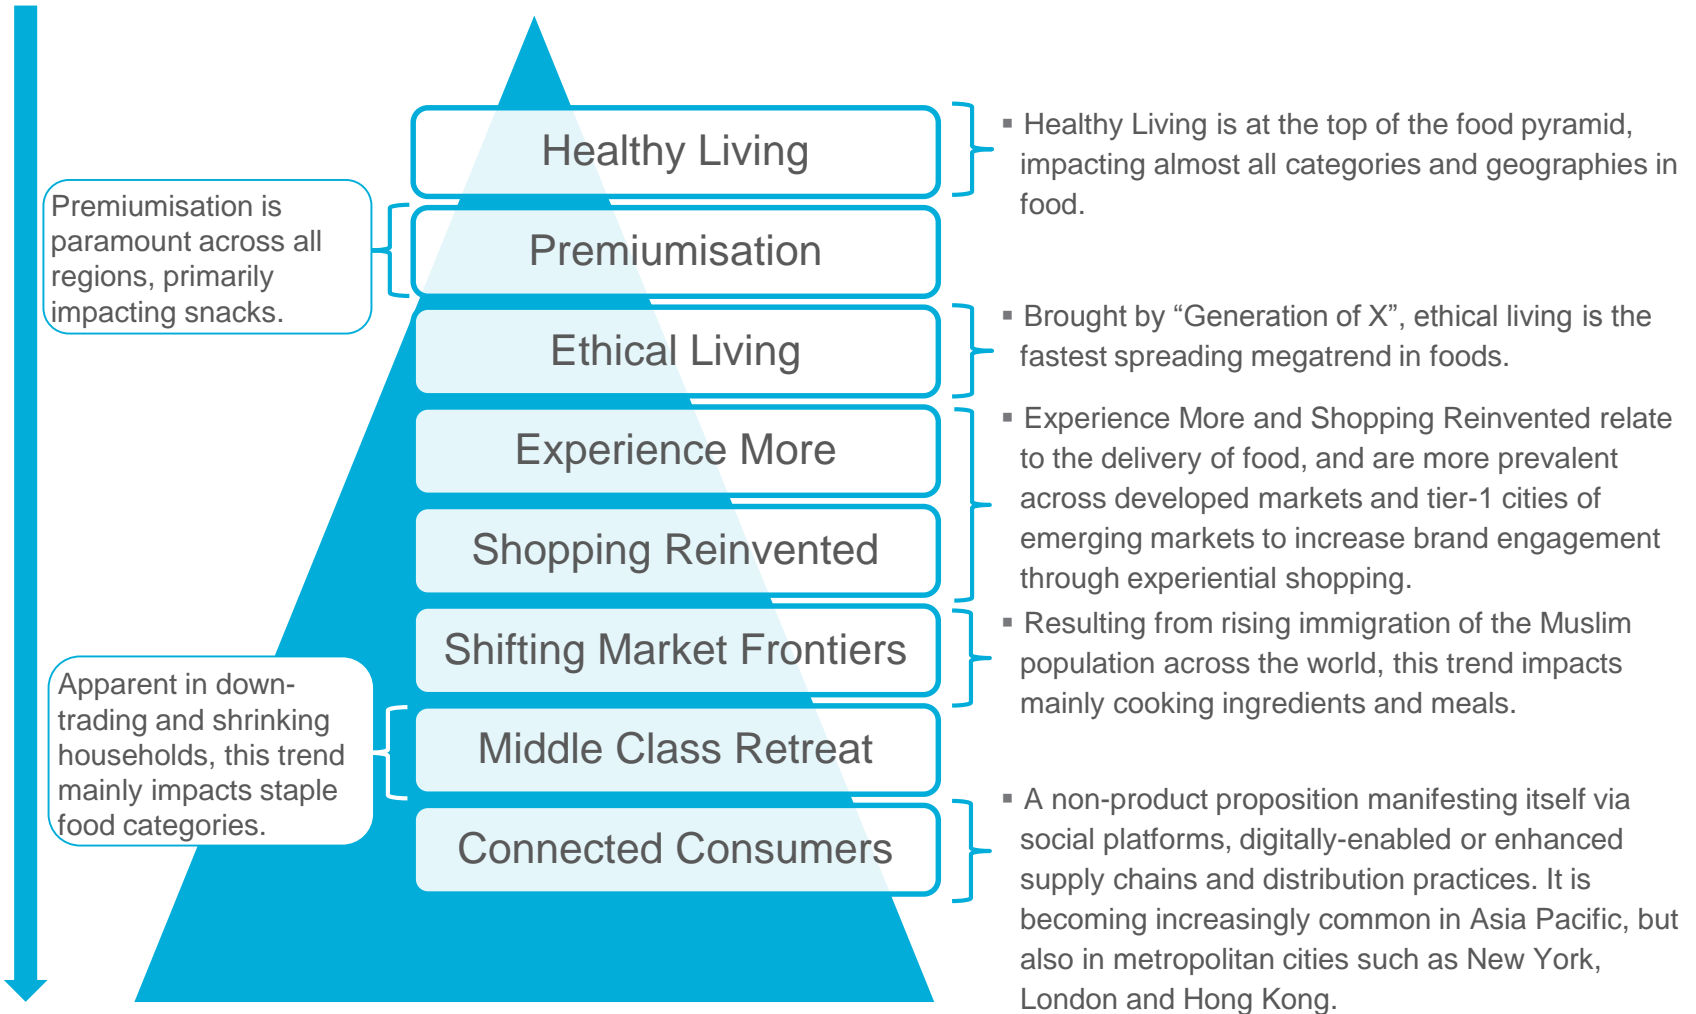 Healthy Living
Premiumisation
Ethical Living
Experience More
Shopping Reinvented
Shifting Market Frontiers
Middle Class Retreat
Connected Consumers
Premiumisation is
paramount across all
regions, primarily
impacting snacks.
Apparent in down-
trading and shrinking
households, this trend
mainly impacts staple
food categories.
▪ Healthy Living is at the top of the food pyramid,
impacting almost all categories and geographies in
food.
▪ Brought by “Generation of X”, ethical living is the
fastest spreading megatrend in foods.
▪ Experience More and Shopping Reinvented relate
to the delivery of food, and are more prevalent
across developed markets and tier-1 cities of
emerging markets to increase brand engagement
through experiential shopping.
▪ Resulting from rising immigration of the Muslim
population across the world, this trend impacts
mainly cooking ingredients and meals.
▪ A non-product proposition manifesting itself via
social platforms, digitally-enabled or enhanced
supply chains and distribution practices. It is
becoming increasingly common in Asia Pacific, but
also in metropolitan cities such as New York,
London and Hong Kong.